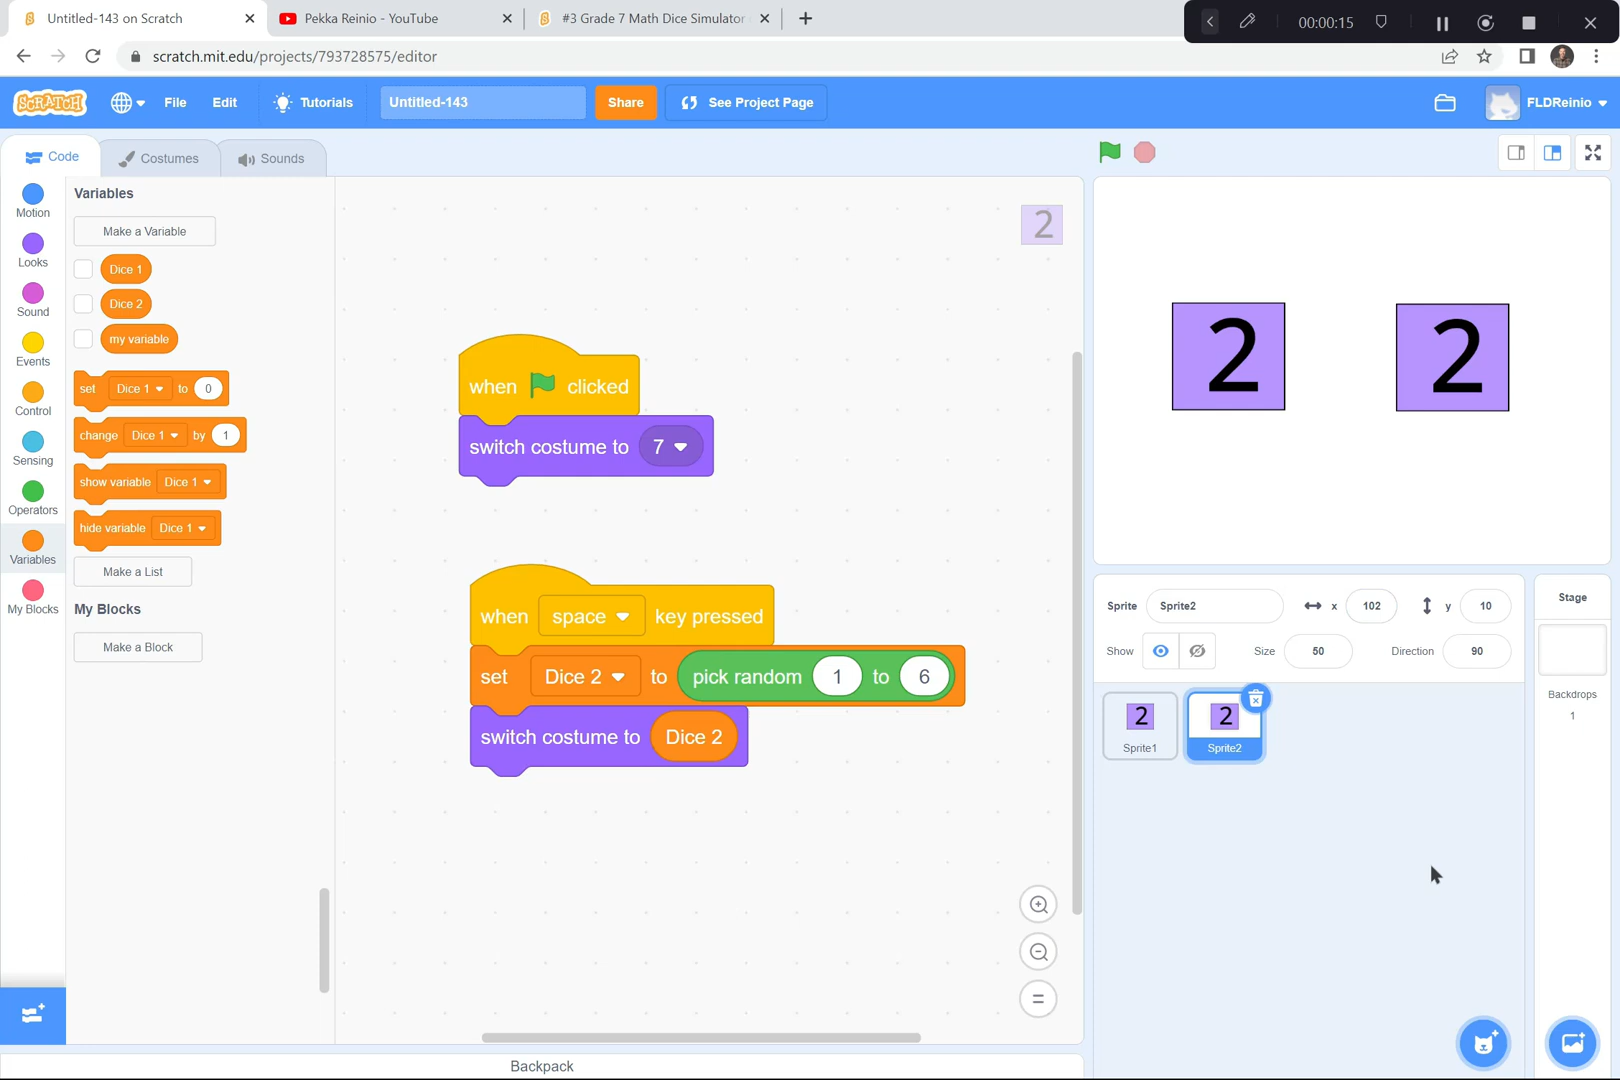 Untitled-143 on Scratch
Pekka Reinio - YouTube
#3 Grade 7 Math Dice Simulator
00:00:15
scratch.mit.edu/projects/793728575/editor
SCRATCH
File
Edit
Tutorials
Untitled-143
Share
See Project Page
FLDReinio
Code
Costumes
Sounds
Motion
Looks
Sound
Events
Control
Sensing
Operators
Variables
My Blocks
Variables
Make a Variable
Dice 1
Dice 2
my variable
set Dice 1 to 0
change Dice 1 by 1
show variable Dice 1
hide variable Dice 1
Make a List
My Blocks
Make a Block
2
when clicked
switch costume to 7
when space key pressed
set Dice 2 to pick random 1 to 6
switch costume to Dice 2
Backpack
2 2
Sprite Sprite2 x 102 y 10
Show Size 50 Direction 90
2 2
Sprite1 Sprite2
Stage
Backdrops
1